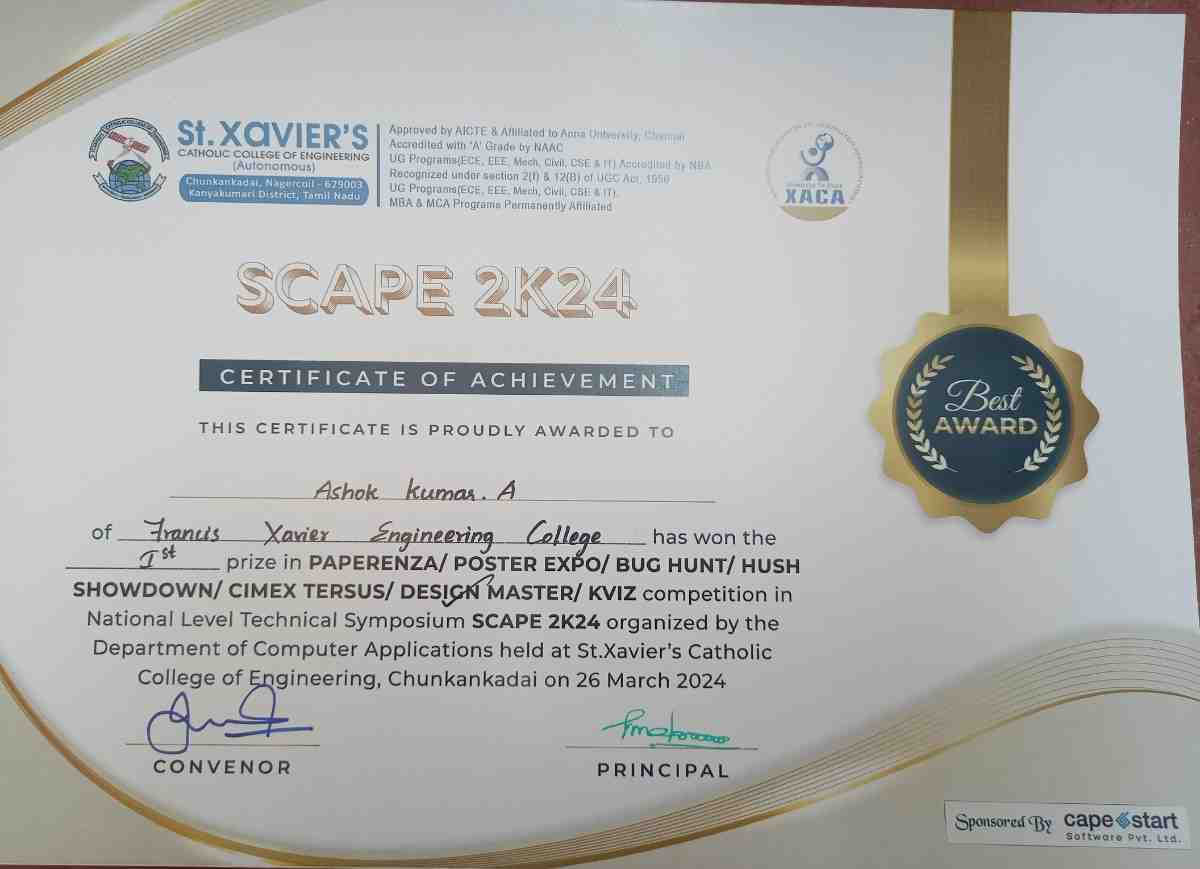 St. XAVIER'S
CATHOLIC COLLEGE OF ENGINEERING
(Autonomous)
Chunkankadai, Nagercoil - 679003
Kanyakumari District, Tamil Nadu
Approved by AICTE & Affiliated to Anna University, Chennai
Accredited with 'A' Grade by NAAC
UG Programs(ECE, EEE, Mech, Civil, CSE & IT) Accredited by NBA
Recognized under section 2(f) & 12(B) of UGC Act, 1956
UG Programs(ECE, EEE, Mech, Civil, CSE & IT).
MBA & MCA Programs Permanently Affiliated
XACA
SCAPE 2K24
CERTIFICATE OF ACHIEVEMENT
THIS CERTIFICATE IS PROUDLY AWARDED TO
Best
AWARD
Ashok kumar. A
of Francis Xavier Engineering College has won the
Ist prize in PAPERENZA/ POSTER EXPO/ BUG HUNT/ HUSH
SHOWDOWN/ CIMEX TERSUS/ DESIGN MASTER/ KVIZ competition in
National Level Technical Symposium SCAPE 2K24 organized by the
Department of Computer Applications held at St.Xavier's Catholic
College of Engineering, Chunkankadai on 26 March 2024
CONVENOR
PRINCIPAL
Sponsored By cape start
Software Pvt. Ltd.